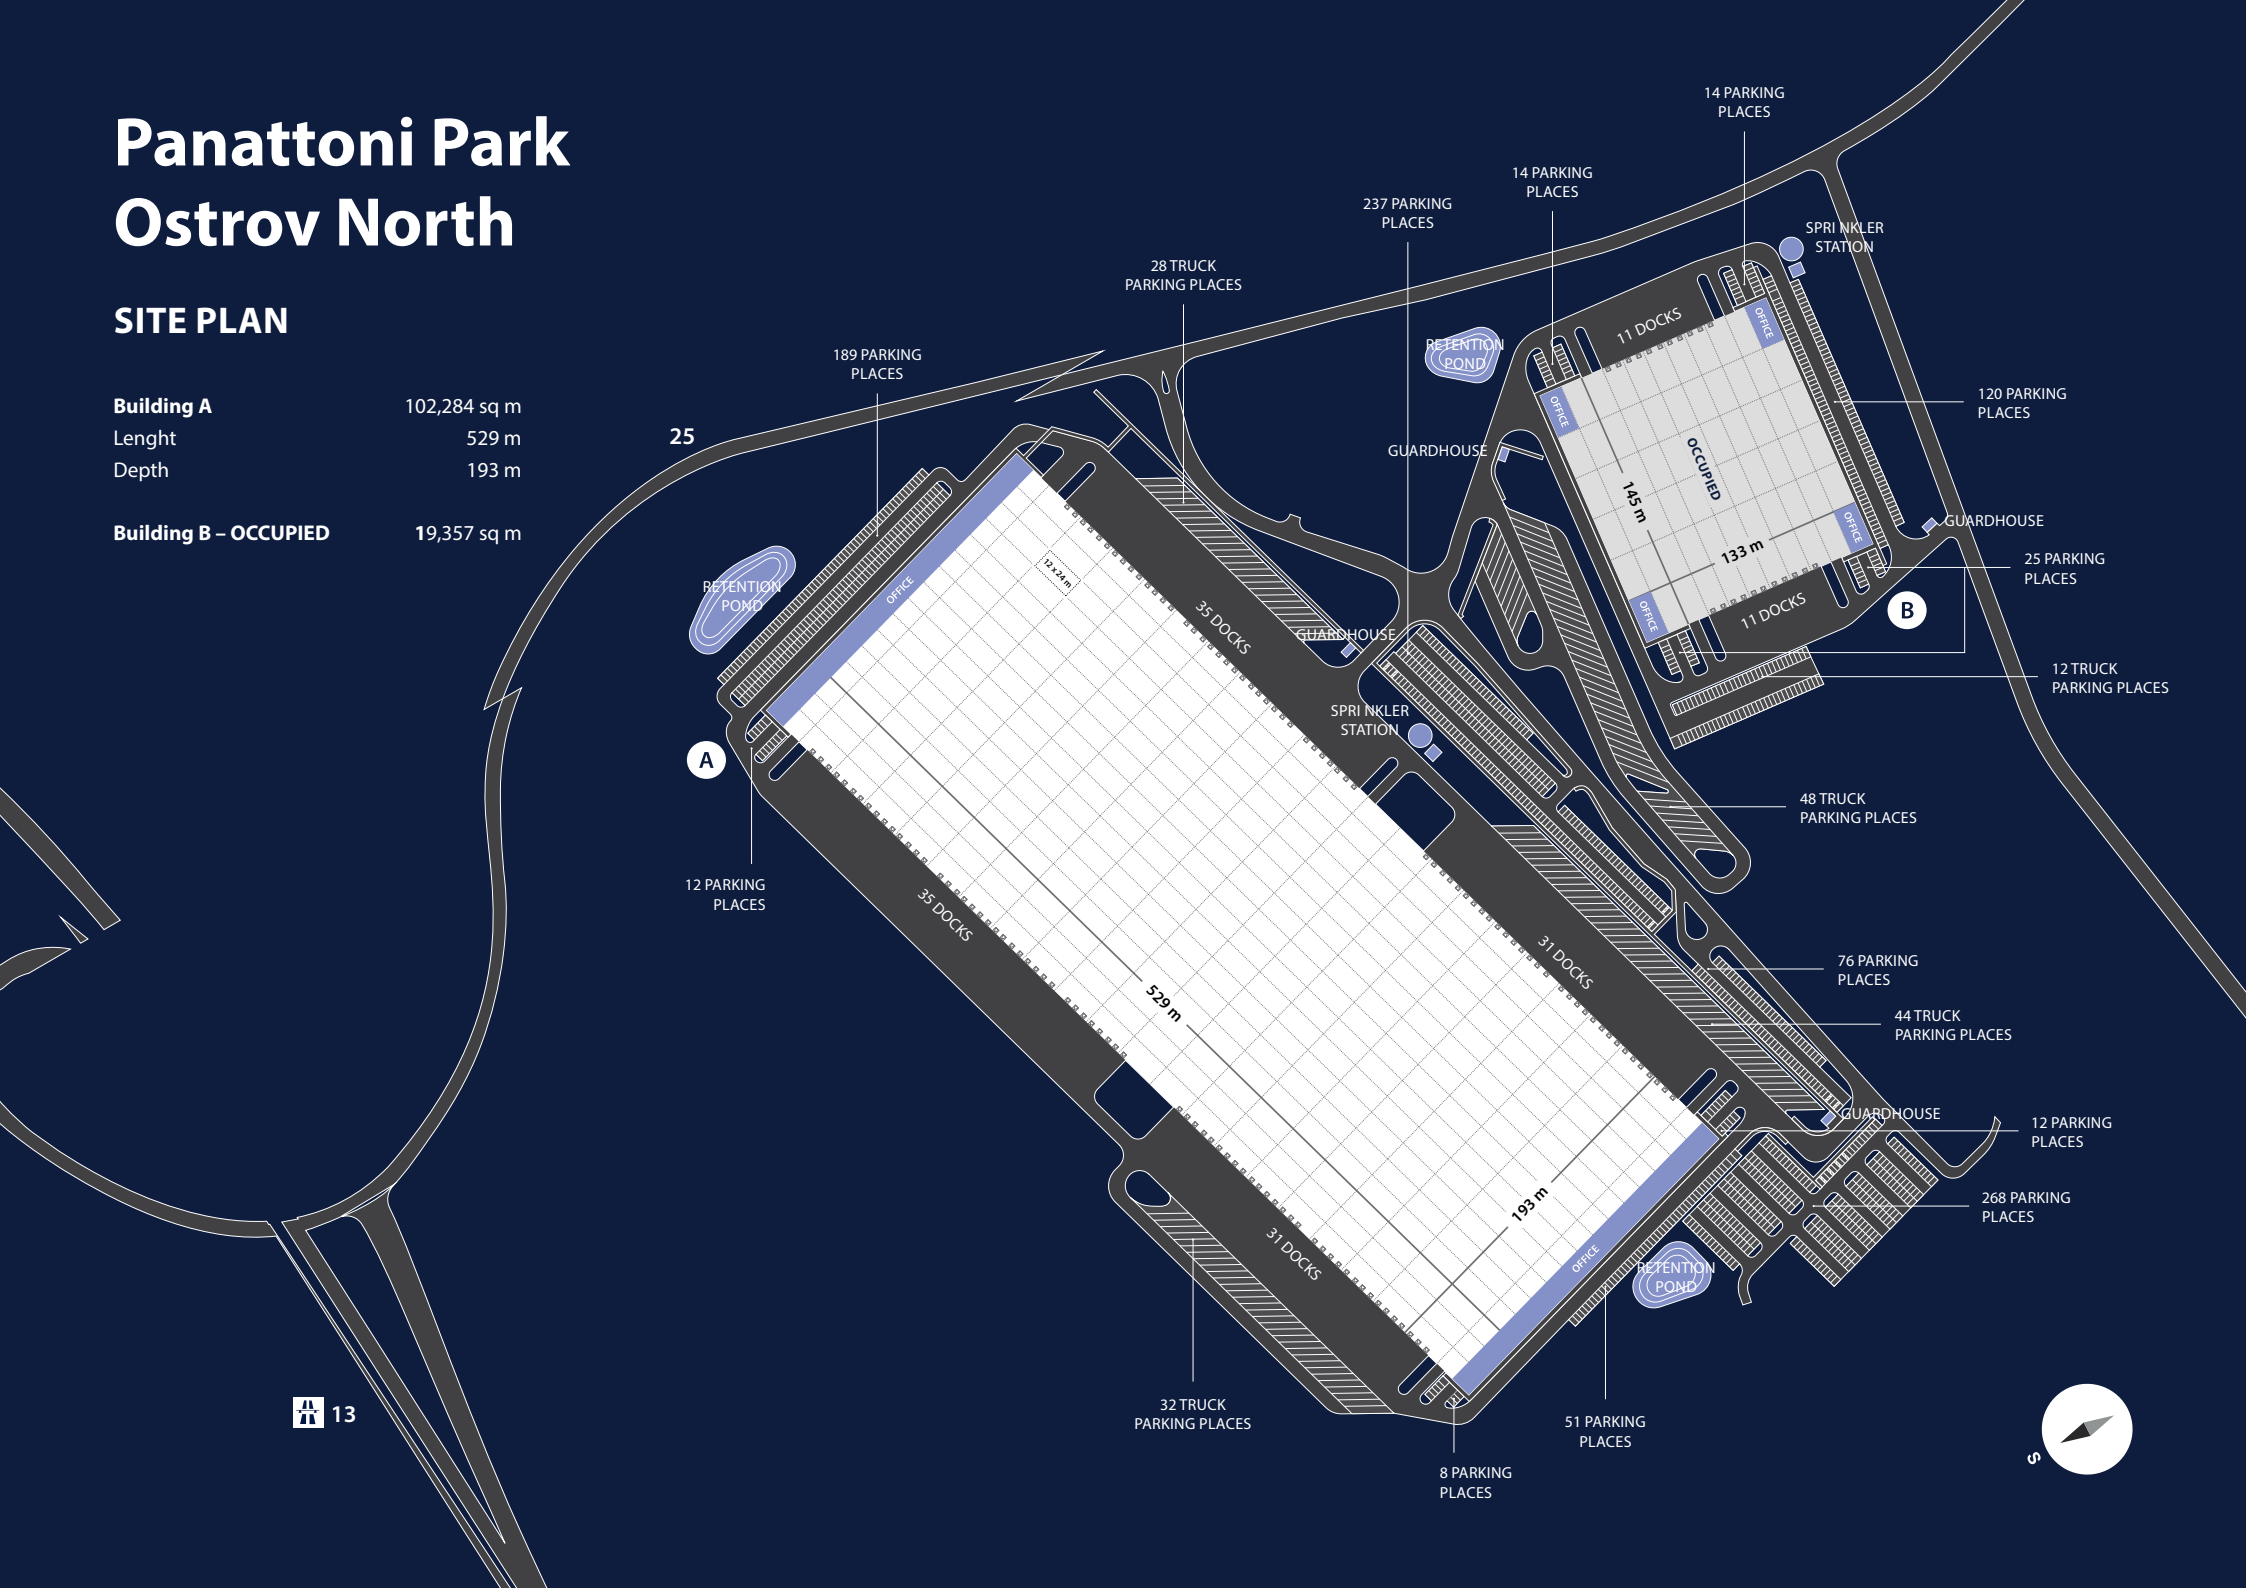 Panattoni Park
Ostrov North
SITE PLAN
Building A 102,284 sq m
Lenght 529 m
Depth 193 m
Building B – OCCUPIED 19,357 sq m
14 PARKING
PLACES
14 PARKING
PLACES
237 PARKING
PLACES
SPRI NKLER
STATION
28 TRUCK
PARKING PLACES
189 PARKING
PLACES
25
RETENTION
POND
11 DOCKS
OFFICE
OFFICE
OCCUPIED
145 m
133 m
OFFICE
OFFICE
11 DOCKS
120 PARKING
PLACES
GUARDHOUSE
GUARDHOUSE
25 PARKING
PLACES
B
12 TRUCK
PARKING PLACES
RETENTION
POND
OFFICE
12 x 24 m
35 DOCKS
GUARDHOUSE
SPRI NKLER
STATION
A
48 TRUCK
PARKING PLACES
12 PARKING
PLACES
35 DOCKS
31 DOCKS
529 m
76 PARKING
PLACES
44 TRUCK
PARKING PLACES
GUARDHOUSE
12 PARKING
PLACES
193 m
268 PARKING
PLACES
31 DOCKS
OFFICE
RETENTION
POND
32 TRUCK
PARKING PLACES
51 PARKING
PLACES
8 PARKING
PLACES
13
S